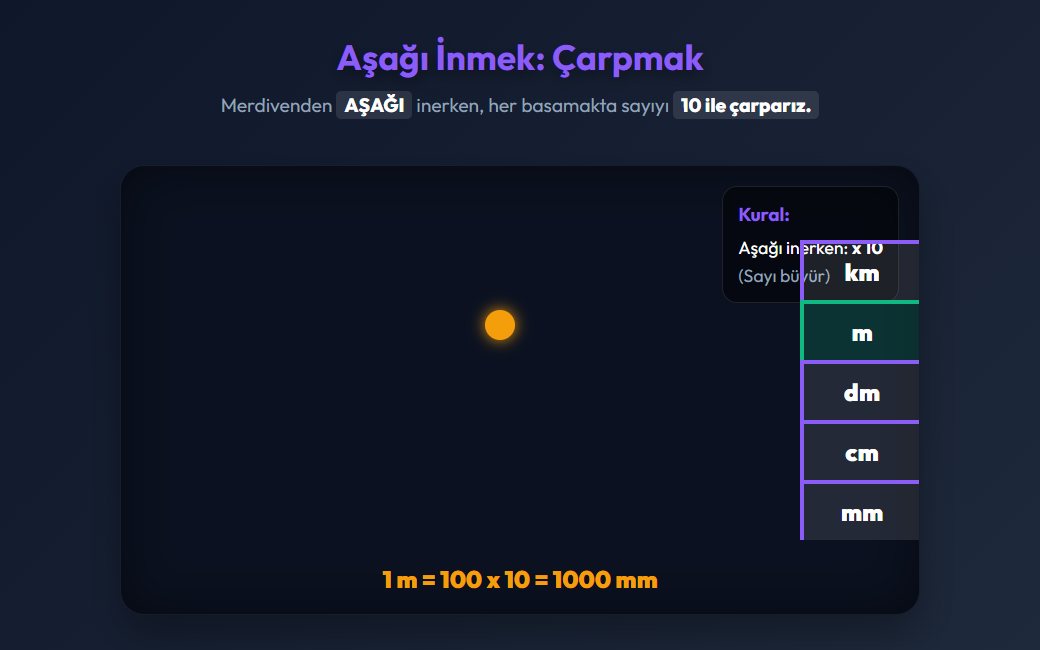 Aşağı İnmek: Çarpmak
Merdivenden AŞAĞI inerken, her basamakta sayıyı 10 ile çarparız.
Kural:
Aşağı inerken: x 10
(Sayı büyür)
km
m
dm
cm
mm
1 m = 100 x 10 = 1000 mm